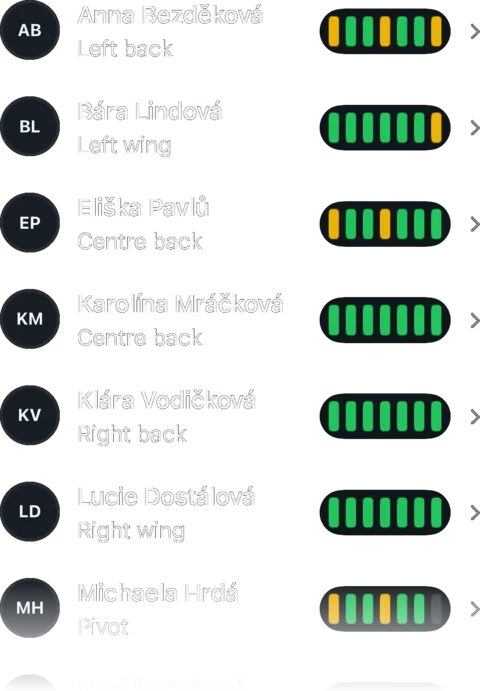 AB
Anna Bezděková
Left back
BL
Bára Lindová
Left wing
EP
Eliška Pavlů
Centre back
KM
Karolína Mráčková
Centre back
KV
Klára Vodičková
Right back
LD
Lucie Dostálová
Right wing
MH
Michaela Hrdá
Pivot